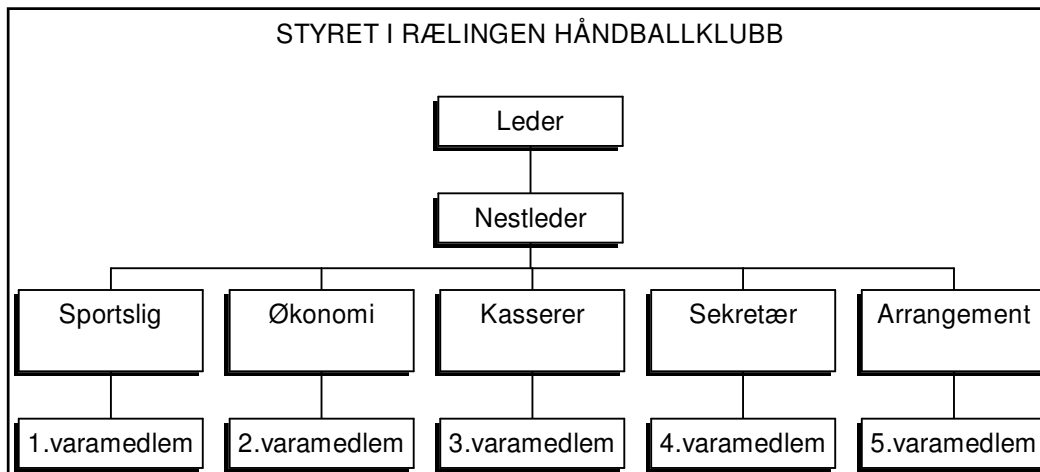 STYRET I RÆLINGEN HÅNDBALLKLUBB
Leder
Nestleder
Sportslig
Økonomi
Kasserer
Sekretær
Arrangement
1.varamedlem
2.varamedlem
3.varamedlem
4.varamedlem
5.varamedlem